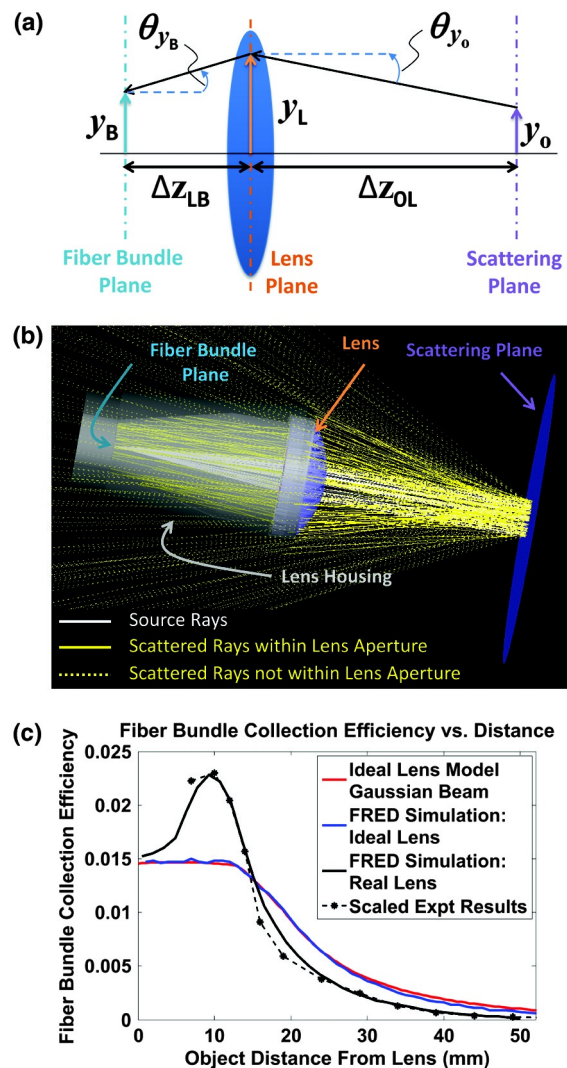 (a)
θyB
θyo
yB
yL
yo
ΔzLB
ΔzOL
Fiber Bundle
Plane
Lens
Plane
Scattering
Plane
(b)
Fiber Bundle
Plane
Lens
Scattering Plane
Lens Housing
Source Rays
Scattered Rays within Lens Aperture
Scattered Rays not within Lens Aperture
(c)
Fiber Bundle Collection Efficiency vs. Distance
Fiber Bundle Collection Efficiency
0.025
0.02
0.015
0.01
0.005
0
Ideal Lens Model
Gaussian Beam
FRED Simulation:
Ideal Lens
FRED Simulation:
Real Lens
Scaled Expt Results
0 10 20 30 40 50
Object Distance From Lens (mm)